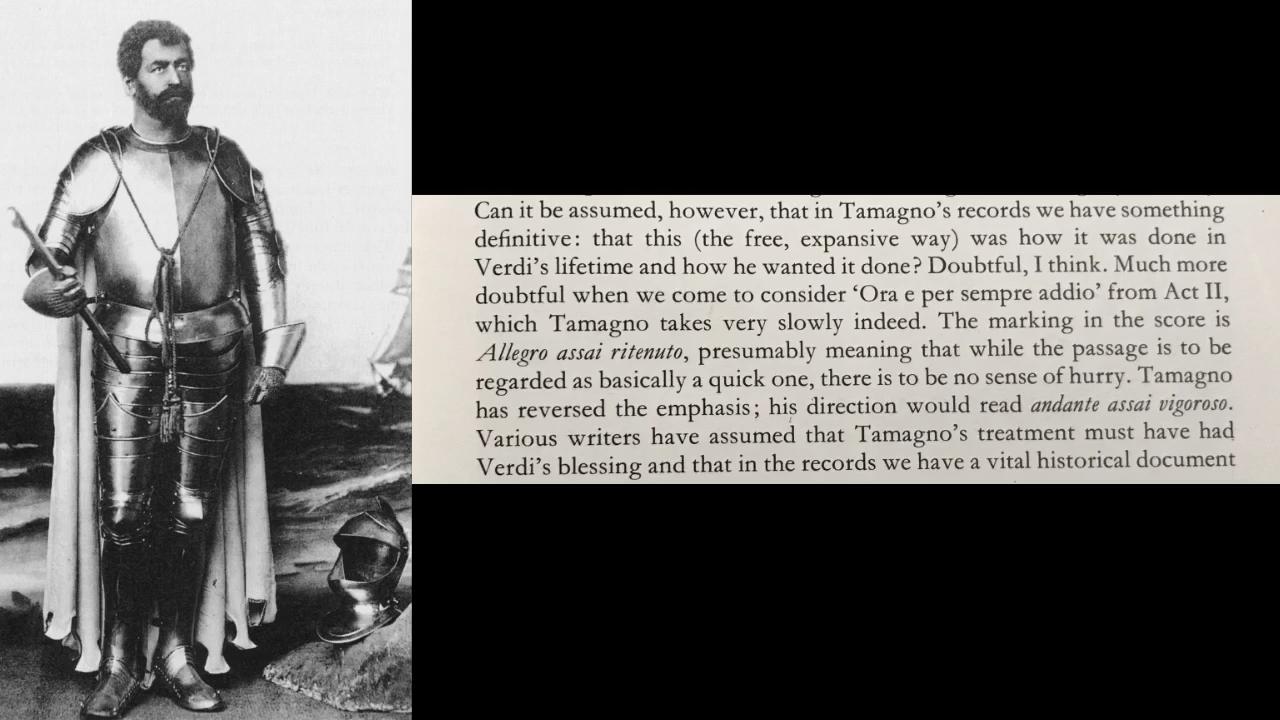 Can it be assumed, however, that in Tamagno’s records we have something
definitive: that this (the free, expansive way) was how it was done in
Verdi’s lifetime and how he wanted it done? Doubtful, I think. Much more
doubtful when we come to consider ‘Ora e per sempre addio’ from Act II,
which Tamagno takes very slowly indeed. The marking in the score is
Allegro assai ritenuto, presumably meaning that while the passage is to be
regarded as basically a quick one, there is to be no sense of hurry. Tamagno
has reversed the emphasis; his direction would read andante assai vigoroso.
Various writers have assumed that Tamagno’s treatment must have had
Verdi’s blessing and that in the records we have a vital historical document